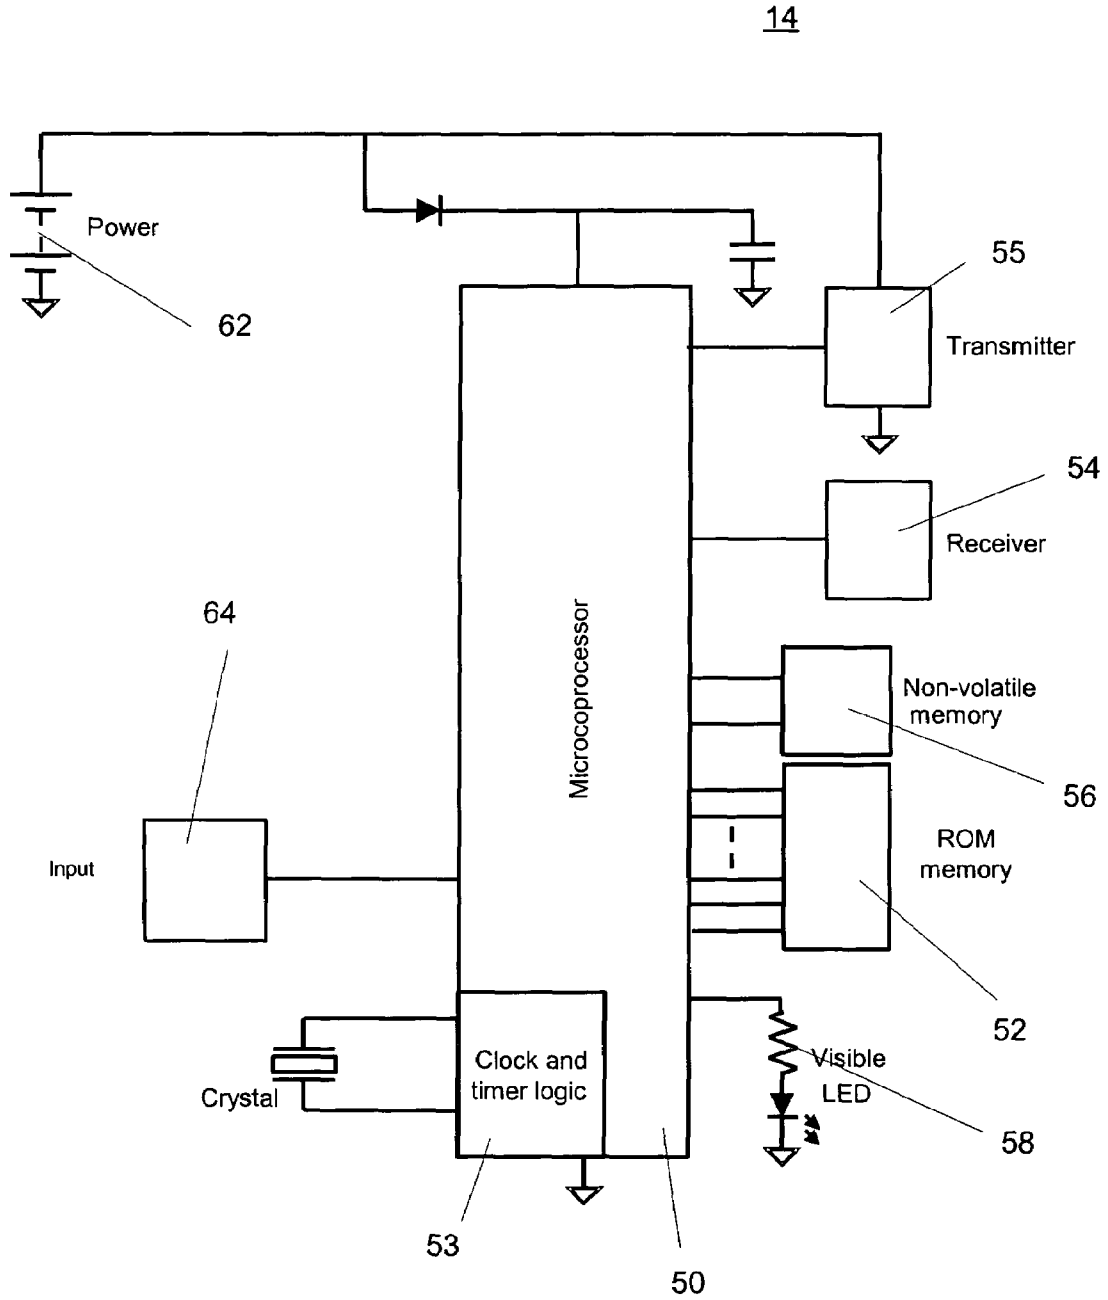 14
Power
62
55
Transmitter
54
Receiver
64
Microcoprocessor
Non-volatile
memory
56
Input
ROM
memory
52
Clock and
timer logic
Crystal
Visible
LED
58
53
50